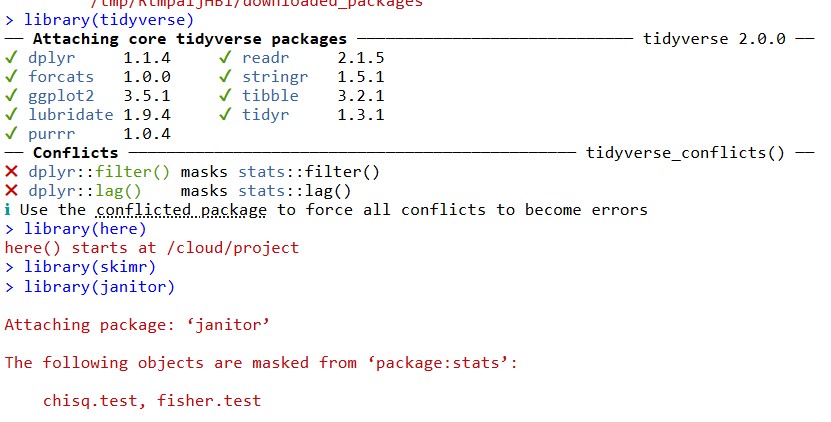 /tmp/RtmpaIjHBI/downloaded_packages
> library(tidyverse)
── Attaching core tidyverse packages ──────────────────────── tidyverse 2.0.0 ──
✓ dplyr     1.1.4     ✓ readr     2.1.5
✓ forcats   1.0.0     ✓ stringr   1.5.1
✓ ggplot2   3.5.1     ✓ tibble    3.2.1
✓ lubridate 1.9.4     ✓ tidyr     1.3.1
✓ purrr     1.0.4
── Conflicts ────────────────────────────────────────── tidyverse_conflicts() ──
✗ dplyr::filter() masks stats::filter()
✗ dplyr::lag()    masks stats::lag()
ℹ Use the conflicted package to force all conflicts to become errors
> library(here)
here() starts at /cloud/project
> library(skimr)
> library(janitor)
Attaching package: ‘janitor’
The following objects are masked from ‘package:stats’:
chisq.test, fisher.test